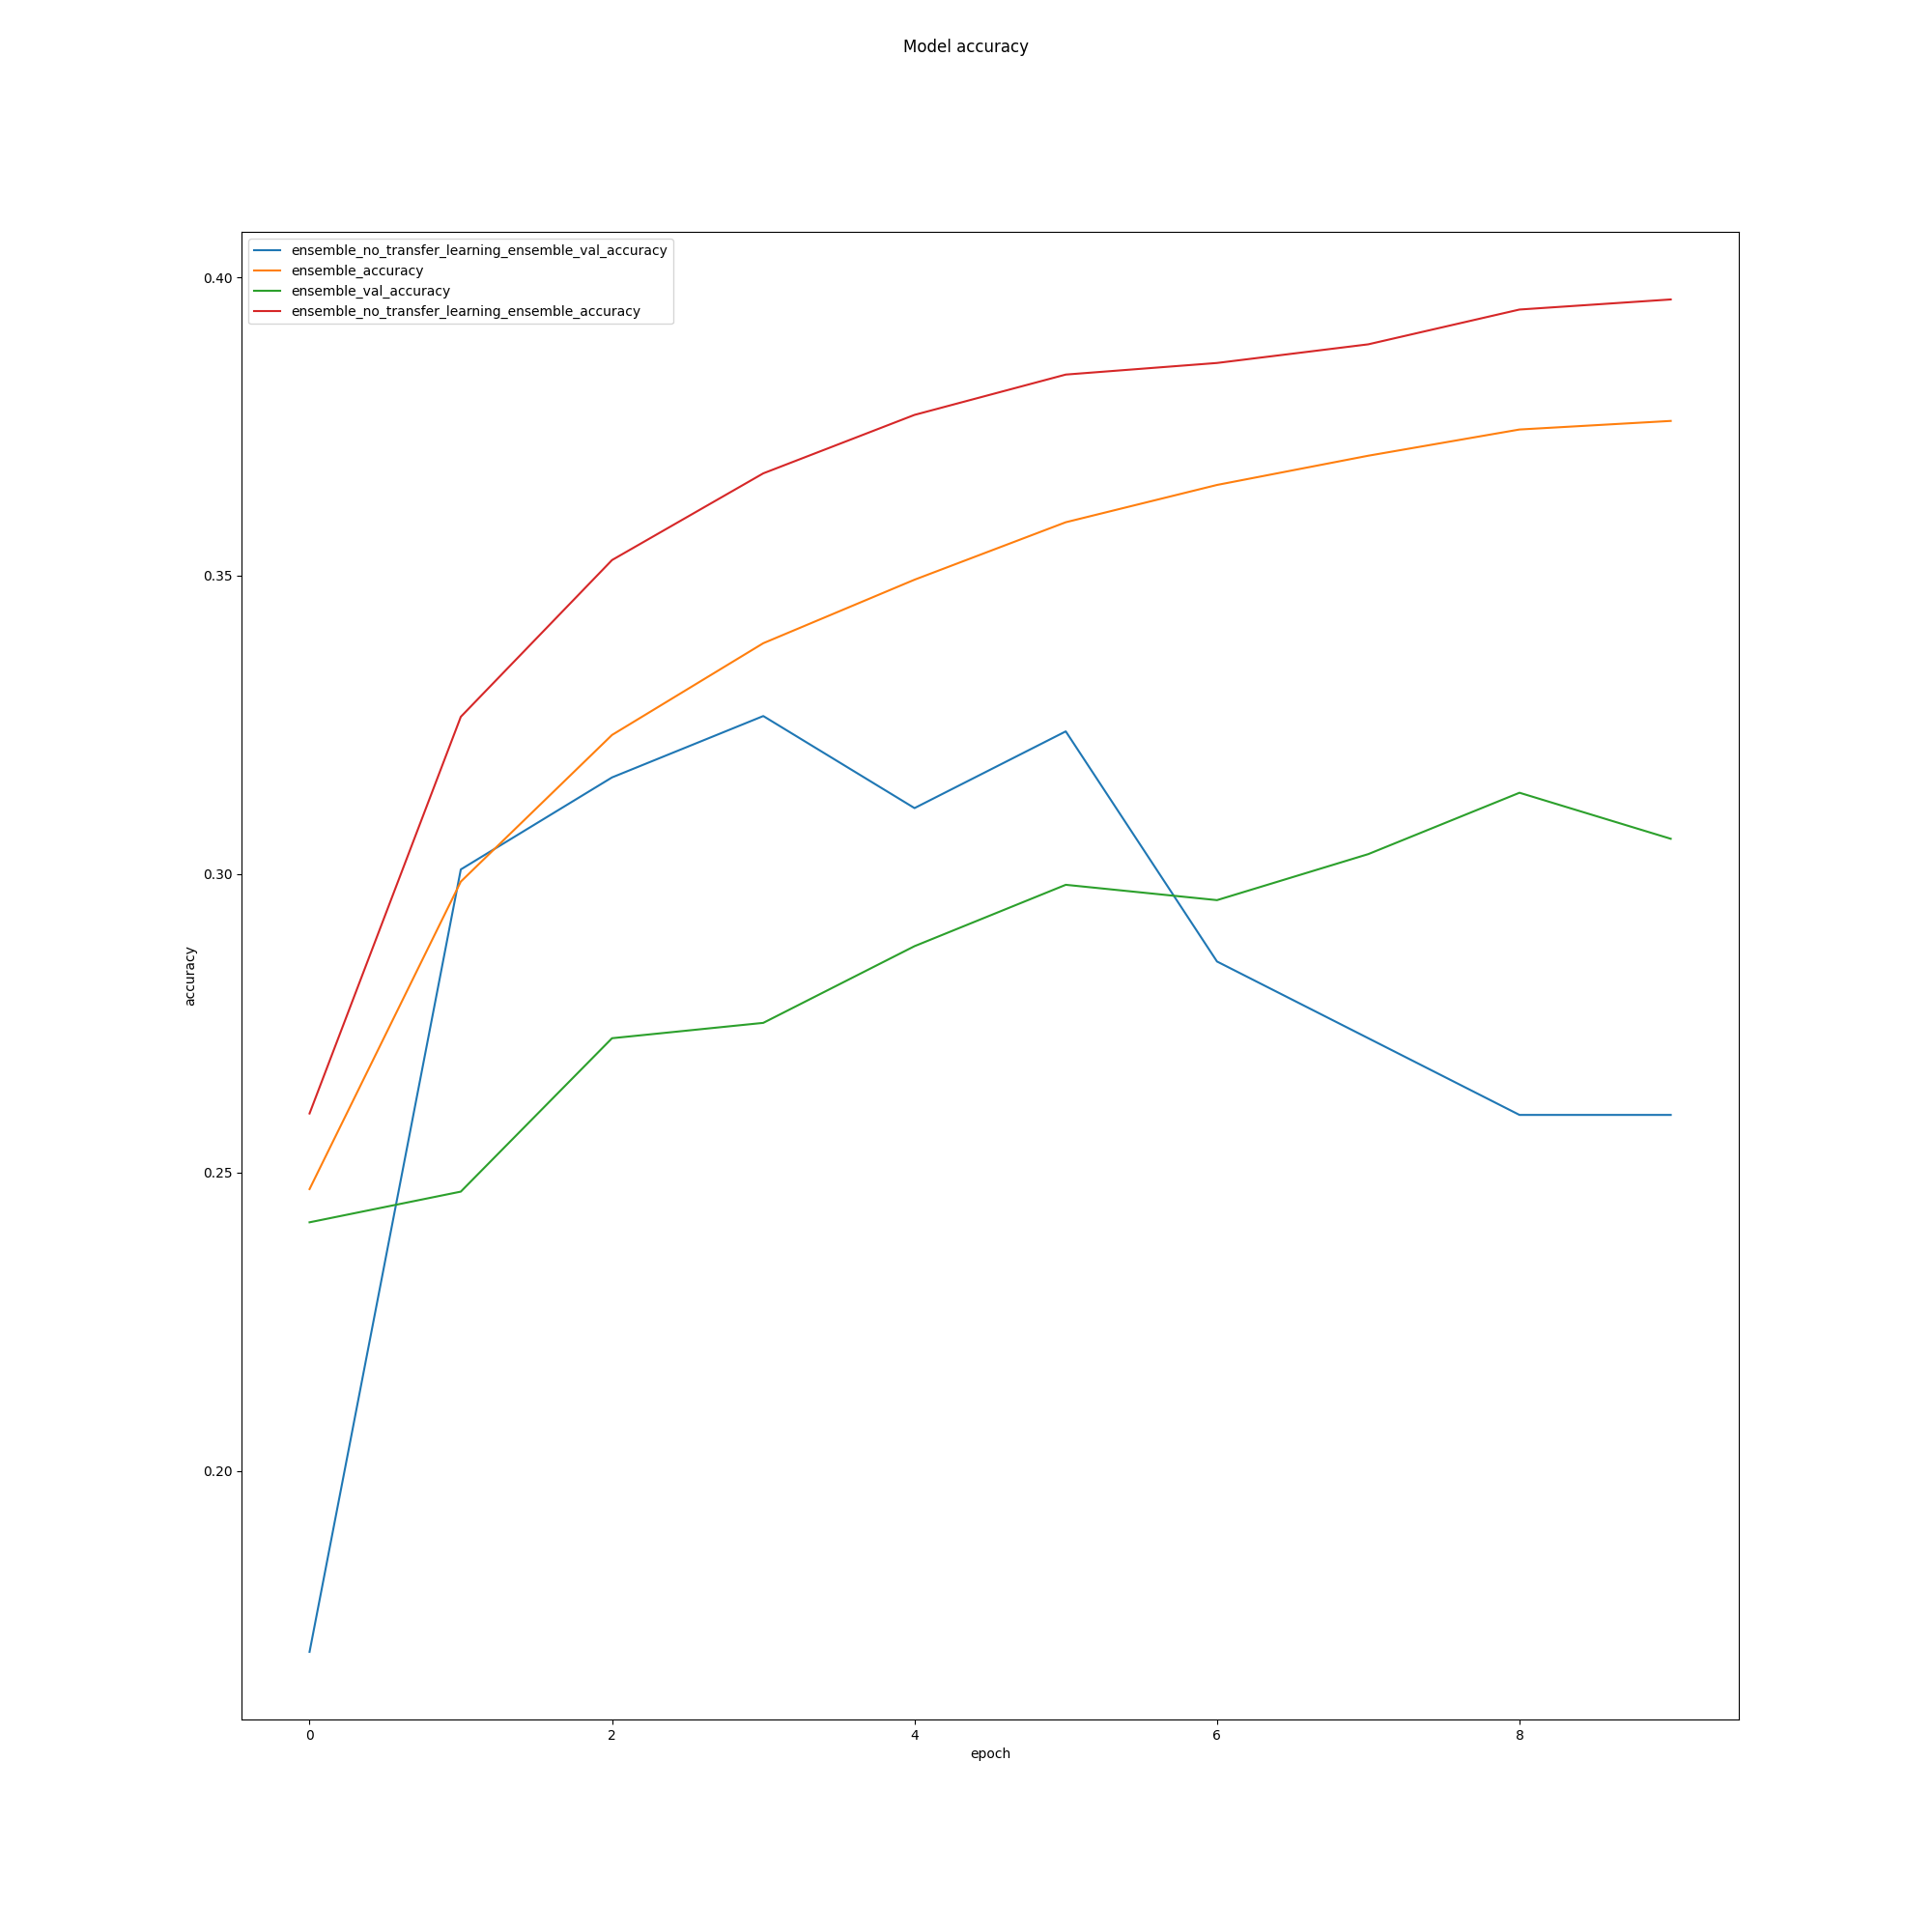 Model accuracy
ensemble_no_transfer_learning_ensemble_val_accuracy
ensemble_accuracy
ensemble_val_accuracy
ensemble_no_transfer_learning_ensemble_accuracy
0.40
0.35
0.30
0.25
0.20
accuracy
0 2 4 6 8
epoch